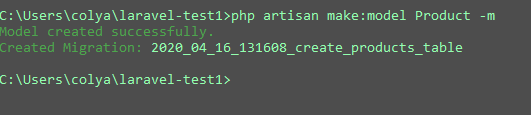 C:\Users\colya\laravel-test1>php artisan make:model Product -m
Model created successfully.
Created Migration: 2020_04_16_131608_create_products_table
C:\Users\colya\laravel-test1>